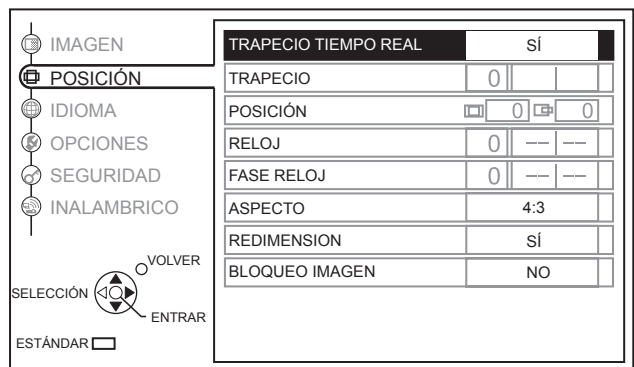 IMAGEN
POSICIÓN
IDIOMA
OPCIONES
SEGURIDAD
INALAMBRICO
VOLVER
SELECCIÓN
ENTRAR
ESTÁNDAR
TRAPECIO TIEMPO REAL SÍ
TRAPECIO 0
POSICIÓN 0 0
RELOJ 0 -- --
FASE RELOJ 0 -- --
ASPECTO 4:3
REDIMENSION SÍ
BLOQUEO IMAGEN NO